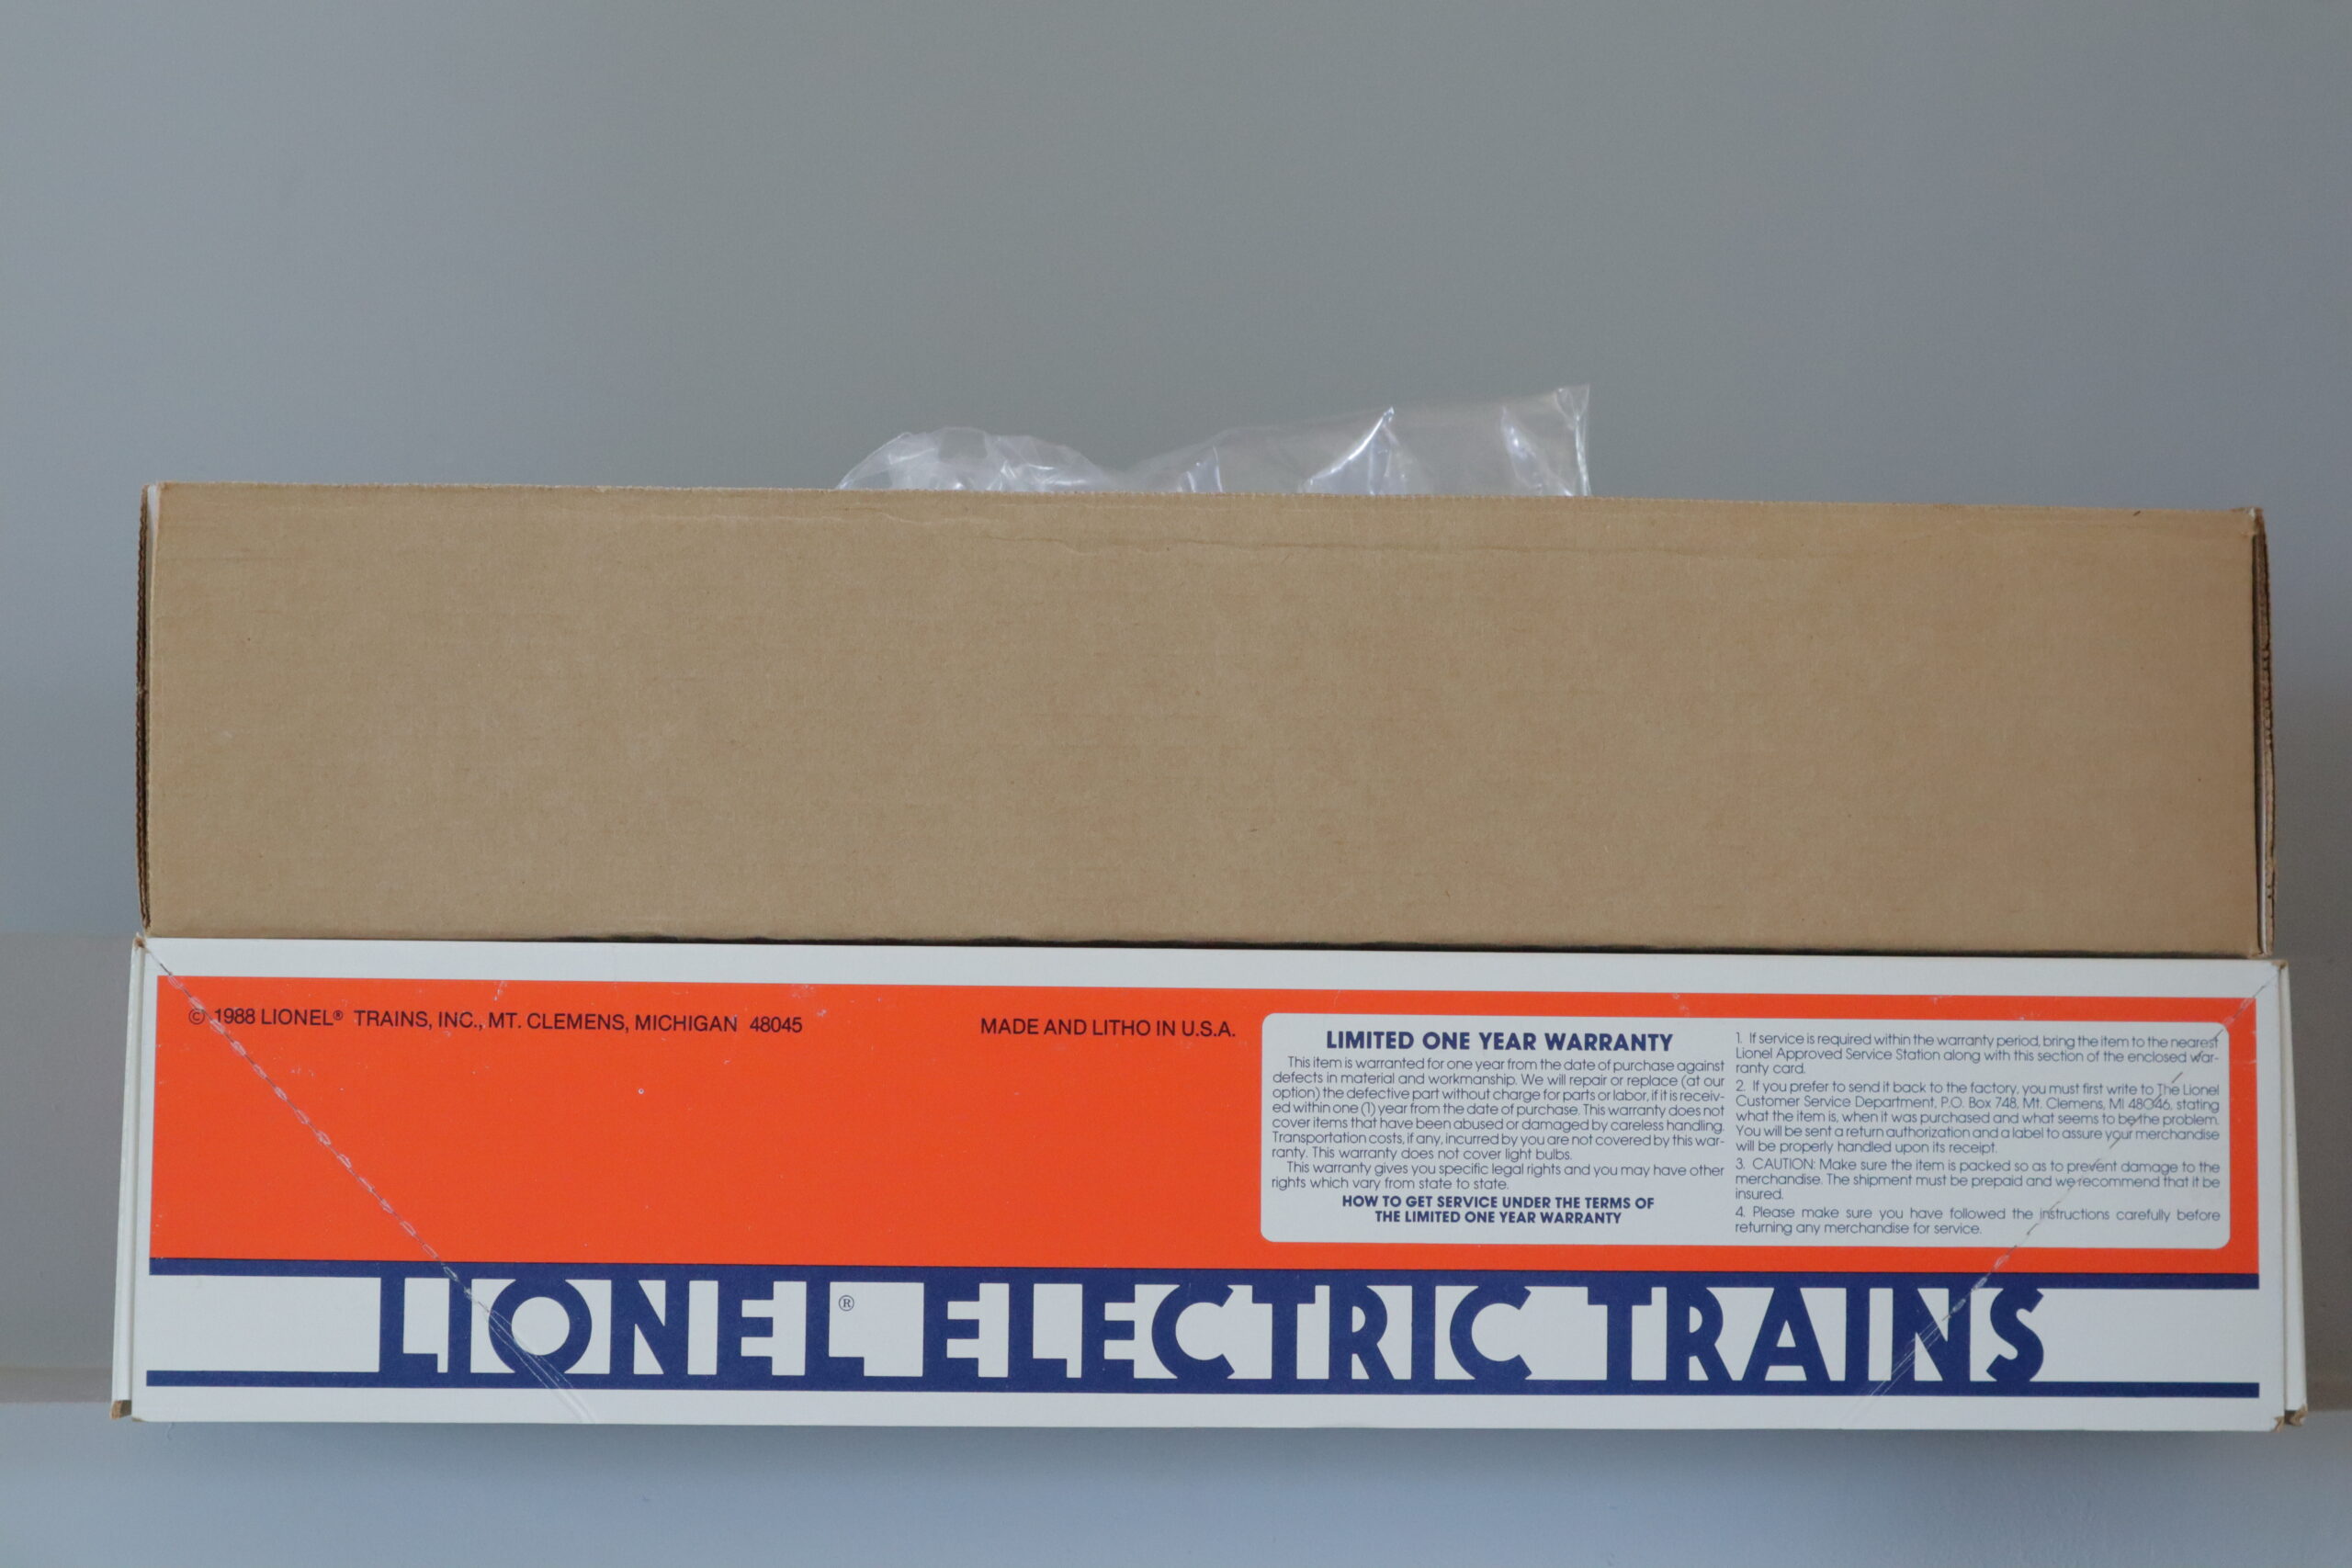 © 1988 LIONEL® TRAINS, INC., MT. CLEMENS, MICHIGAN 48045
MADE AND LITHO IN U.S.A.
LIMITED ONE YEAR WARRANTY
This item is warranted for one year from the date of purchase against
defects in material and workmanship. We will repair or replace (at our
option) the defective part without charge for parts or labor, if it is receiv-
ed within one (1) year from the date of purchase. This warranty does not
cover items that have been abused or damaged by careless handling.
Transportation costs, if any, incurred by you are not covered by this war-
ranty. This warranty does not cover light bulbs.
This warranty gives you specific legal rights and you may have other
rights which vary from state to state.
HOW TO GET SERVICE UNDER THE TERMS OF
THE LIMITED ONE YEAR WARRANTY
1. If service is required within the warranty period, bring the item to the nearest
Lionel Approved Service Station along with this section of the enclosed war-
ranty card.
2. If you prefer to send it back to the factory, you must first write to The Lionel
Customer Service Department, P.O. Box 748, Mt. Clemens, MI 48046, stating
what the item is, when it was purchased and what seems to be the problem.
You will be sent a return authorization and a label to assure your merchandise
will be properly handled upon its receipt.
3. CAUTION: Make sure the item is packed so as to prevent damage to the
merchandise. The shipment must be prepaid and we recommend that it be
insured.
4. Please make sure you have followed the instructions carefully before
returning any merchandise for service.
LIONEL® ELECTRIC TRAINS